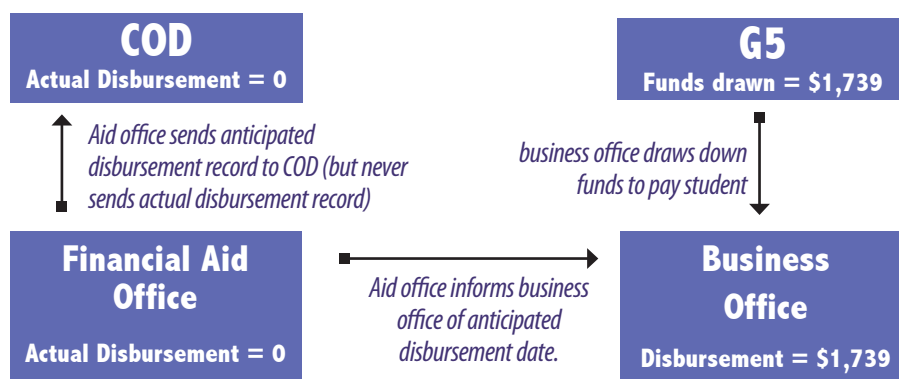 COD
Actual Disbursement = 0
G5
Funds drawn = $1,739
Aid office sends anticipated
disbursement record to COD (but never
sends actual disbursement record)
business office draws down
funds to pay student
Financial Aid
Office
Actual Disbursement = 0
Aid office informs business
office of anticipated
disbursement date.
Business
Office
Disbursement = $1,739